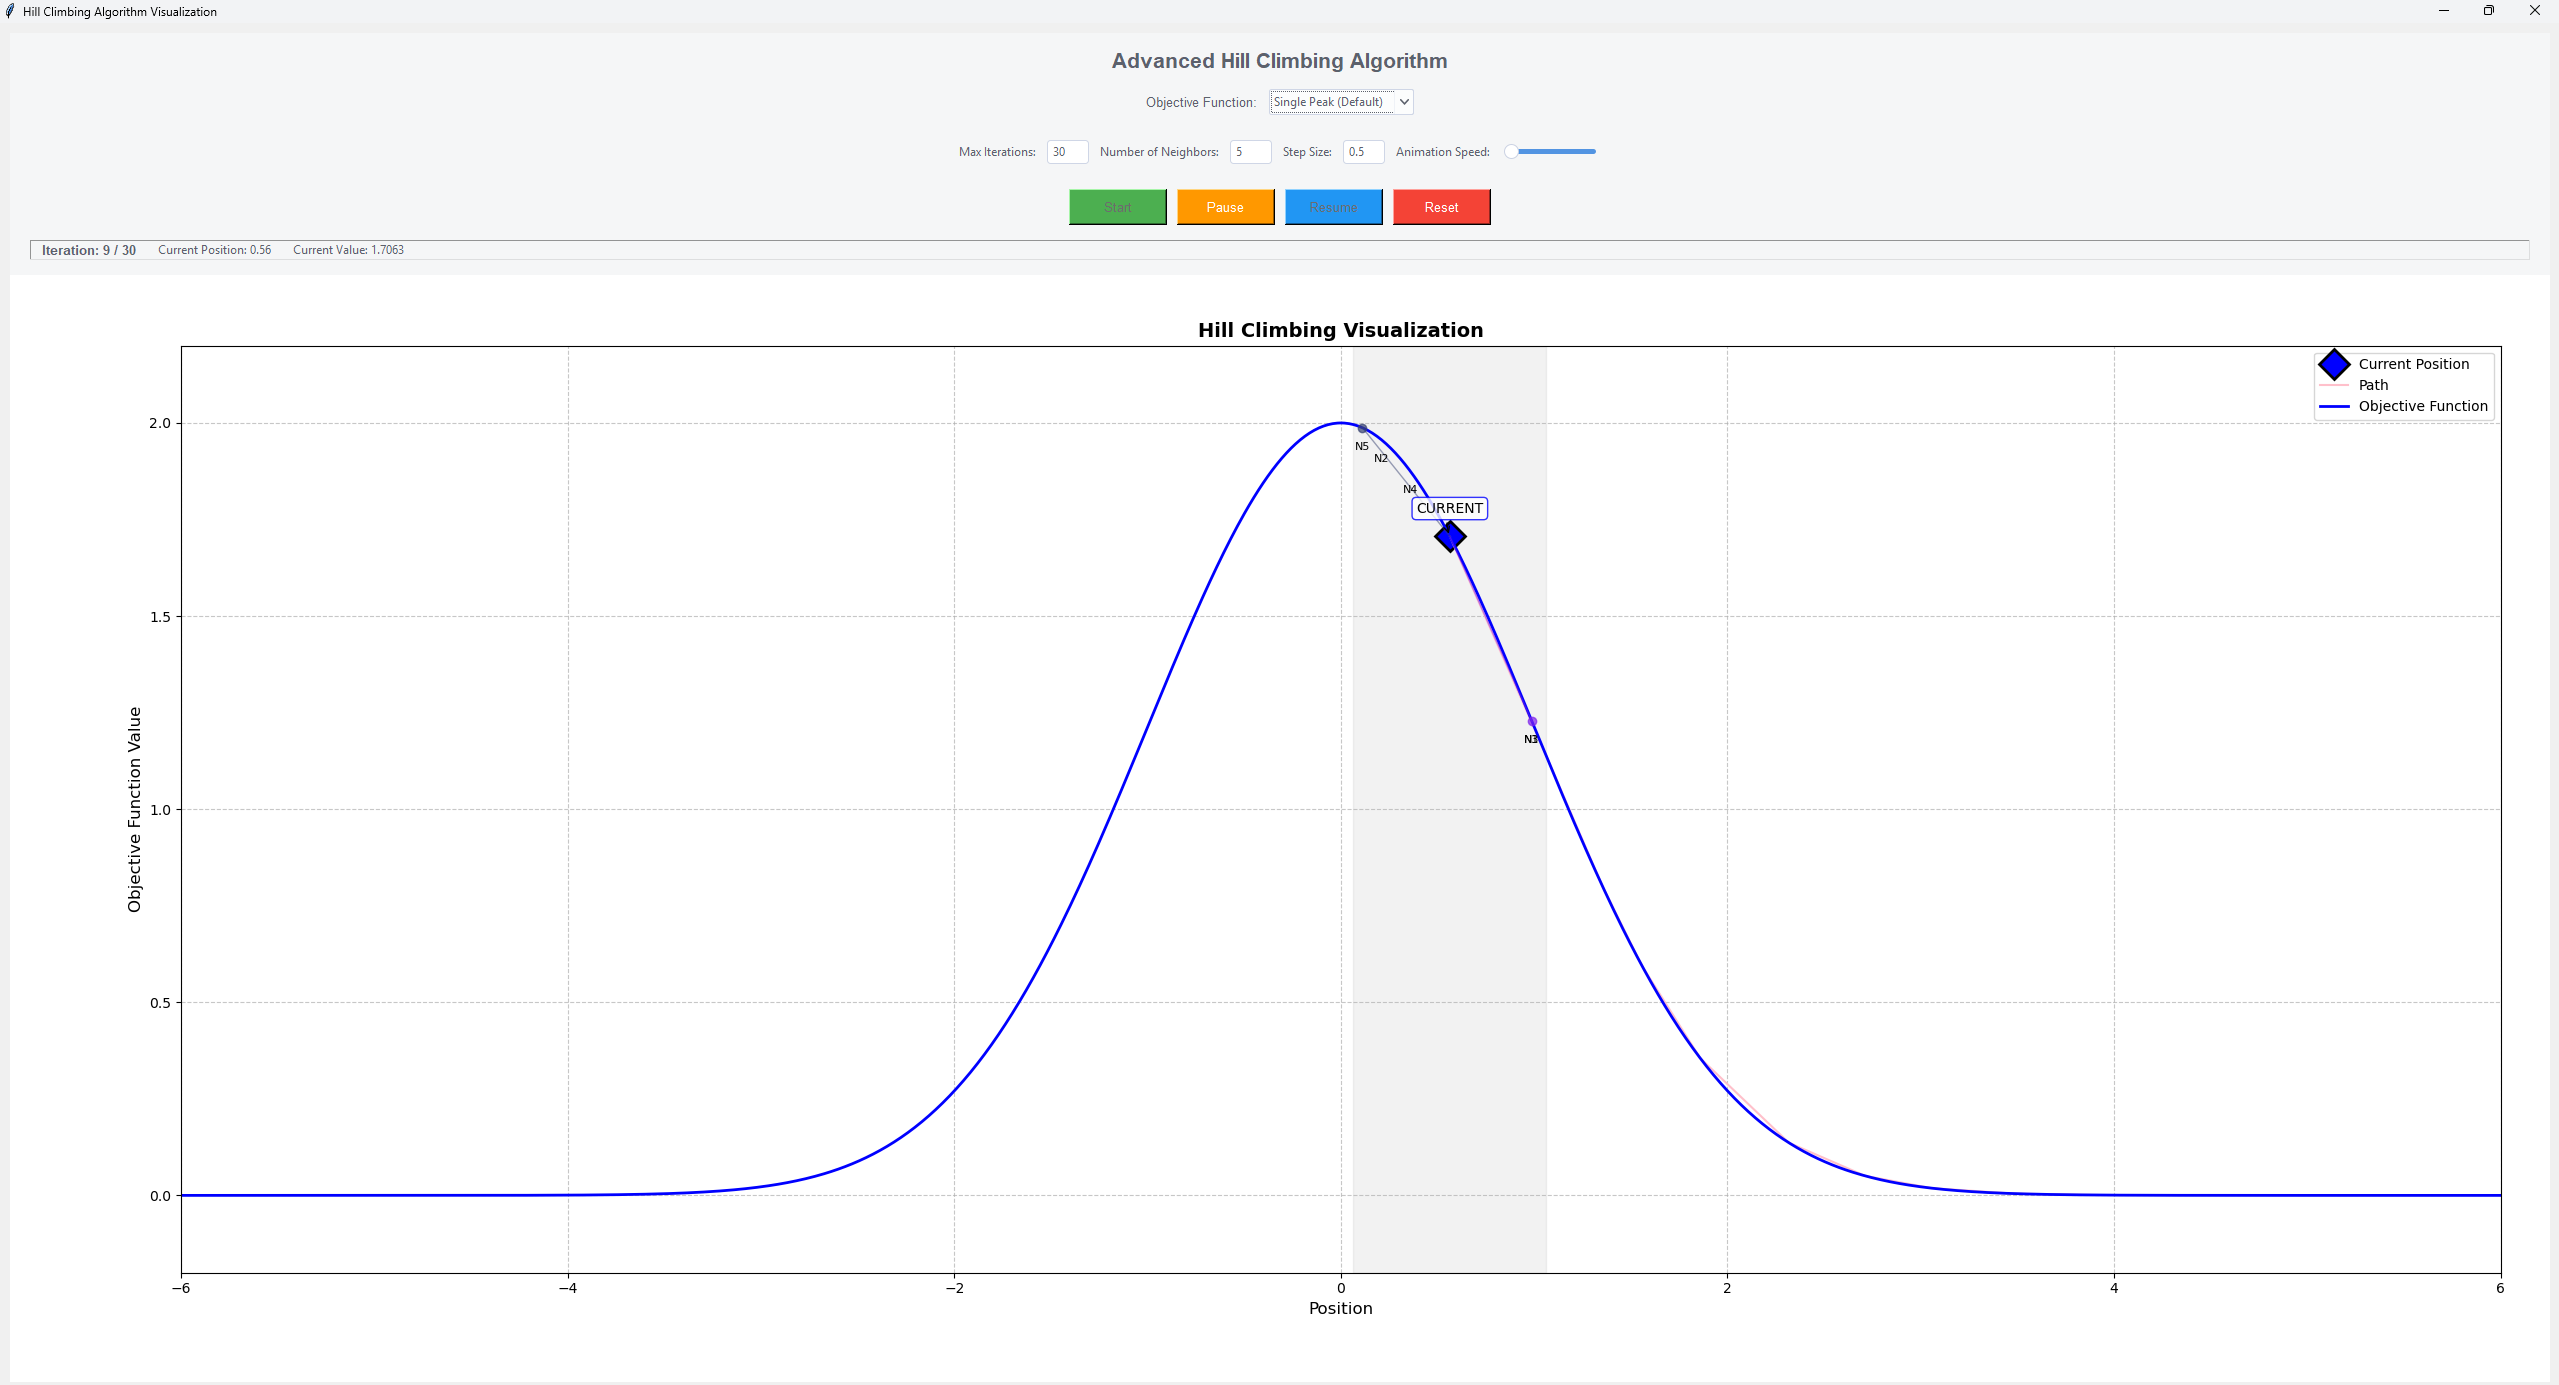 Hill Climbing Algorithm Visualization
Advanced Hill Climbing Algorithm
Objective Function: Single Peak (Default)
Max Iterations: 30 Number of Neighbors: 5 Step Size: 0.5 Animation Speed:
Start Pause Resume Reset
Iteration: 9 / 30 Current Position: 0.56 Current Value: 1.7063
Hill Climbing Visualization
Current Position
Path
Objective Function
2.0
N5
N2
N4
CURRENT
1.5
1.0
0.5
0.0
Objective Function Value
−6 −4 −2 0 2 4 6
Position